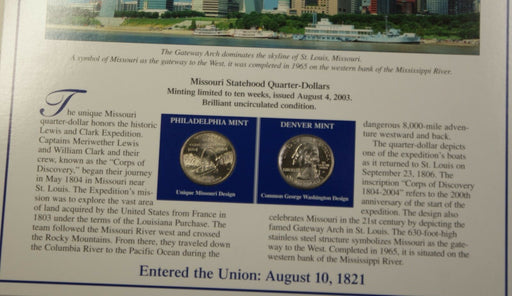 The Gateway Arch dominates the skyline of St. Louis, Missouri.
A symbol of Missouri as the gateway to the West, it was completed in 1965 on the western bank of the Mississippi River.
Missouri Statehood Quarter-Dollars
Minting limited to ten weeks, issued August 4, 2003.
Brilliant uncirculated condition.
The unique Missouri
quarter-dollar honors the historic
Lewis and Clark Expedition.
Captains Meriwether Lewis
and William Clark and their
crew, known as the "Corps of
Discovery," began their journey
in May 1804 in Missouri near
St. Louis. The Expedition's mis-
sion was to explore the vast area
of land acquired by the United States from France in
1803 under the terms of the Louisiana Purchase. The
team followed the Missouri River west and crossed
the Rocky Mountains. From there, they traveled down
the Columbia River to the Pacific Ocean during the
PHILADELPHIA MINT
Unique Missouri Design
DENVER MINT
Common George Washington Design
dangerous 8,000-mile adven-
ture westward and back.
The quarter-dollar depicts
one of the expedition's boats
as it returned to St. Louis on
September 23, 1806. The
inscription "Corps of Discovery
1804-2004" refers to the 200th
anniversary of the start of the
expedition. The design also
celebrates Missouri in the 21st century by depicting the
famed Gateway Arch in St. Louis. The 630-foot-high
stainless steel structure symbolizes Missouri as the gate-
way to the West. Completed in 1965, it is situated on the
western bank of the Mississippi River.
Entered the Union: August 10, 1821